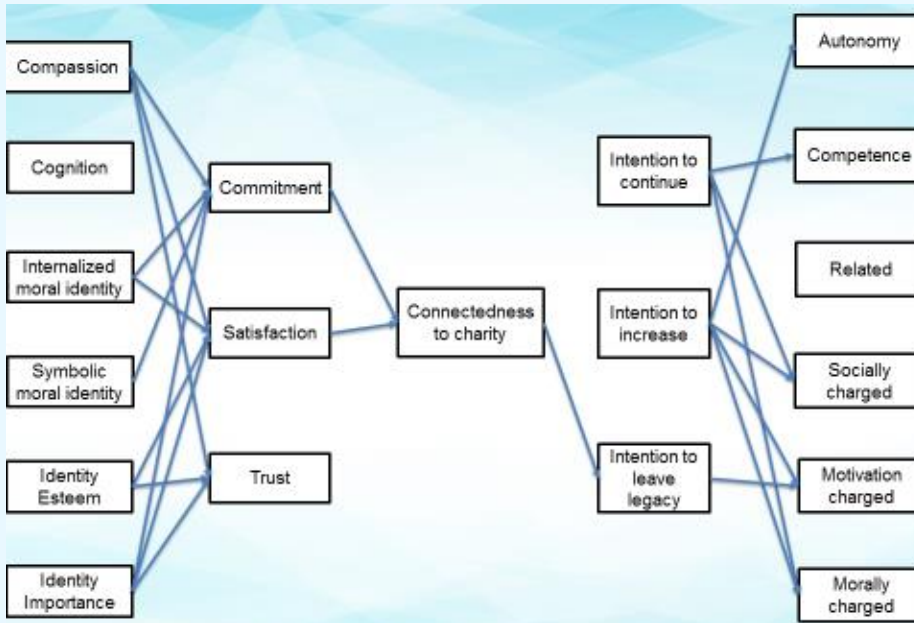 Compassion
Cognition
Internalized
moral identity
Symbolic
moral identity
Identity
Esteem
Identity
Importance
Commitment
Satisfaction
Trust
Connectedness
to charity
Intention to
continue
Intention to
increase
Intention to
leave
legacy
Autonomy
Competence
Related
Socially
charged
Motivation
charged
Morally
charged